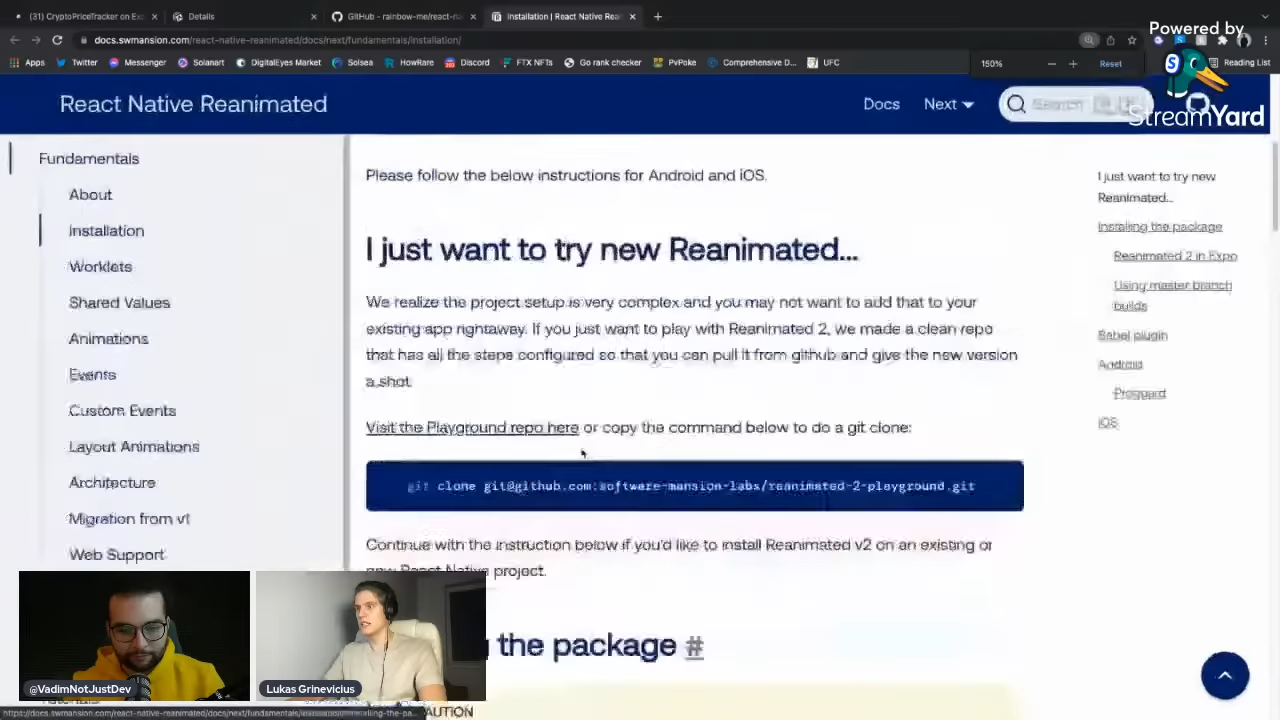 (31) CryptoPriceTracker on Ex
Details
GitHub - rainbow-me/react-na
Installation | React Native Rea
docs.swmansion.com/react-native-reanimated/docs/next/fundamentals/installation/
Powered by
StreamYard
Apps
Twitter
Messenger
Solanart
DigitalEyes Market
Solsea
HowRare
Discord
FTX NFTs
Go rank checker
PvPoke
Comprehensive D...
UFC
150%
Reset
Reading List
React Native Reanimated
Docs
Next
Search
Fundamentals
About
Installation
Worklets
Shared Values
Animations
Events
Custom Events
Layout Animations
Architecture
Migration from v1
Web Support
Please follow the below instructions for Android and iOS.
I just want to try new Reanimated...
We realize the project setup is very complex and you may not want to add that to your
existing app rightaway. If you just want to play with Reanimated 2, we made a clean repo
that has all the steps configured so that you can pull it from github and give the new version
a shot.
Visit the Playground repo here or copy the command below to do a git clone:
git clone git@github.com:software-mansion-labs/reanimated-2-playground.git
Continue with the instruction below if you'd like to install Reanimated v2 on an existing or
new React Native project.
the package #
I just want to try new
Reanimated...
Installing the package
Reanimated 2 in Expo
Using master branch
builds
Babel plugin
Android
Proguard
iOS
@VadimNotJustDev
Lukas Grinevicius
AUTION